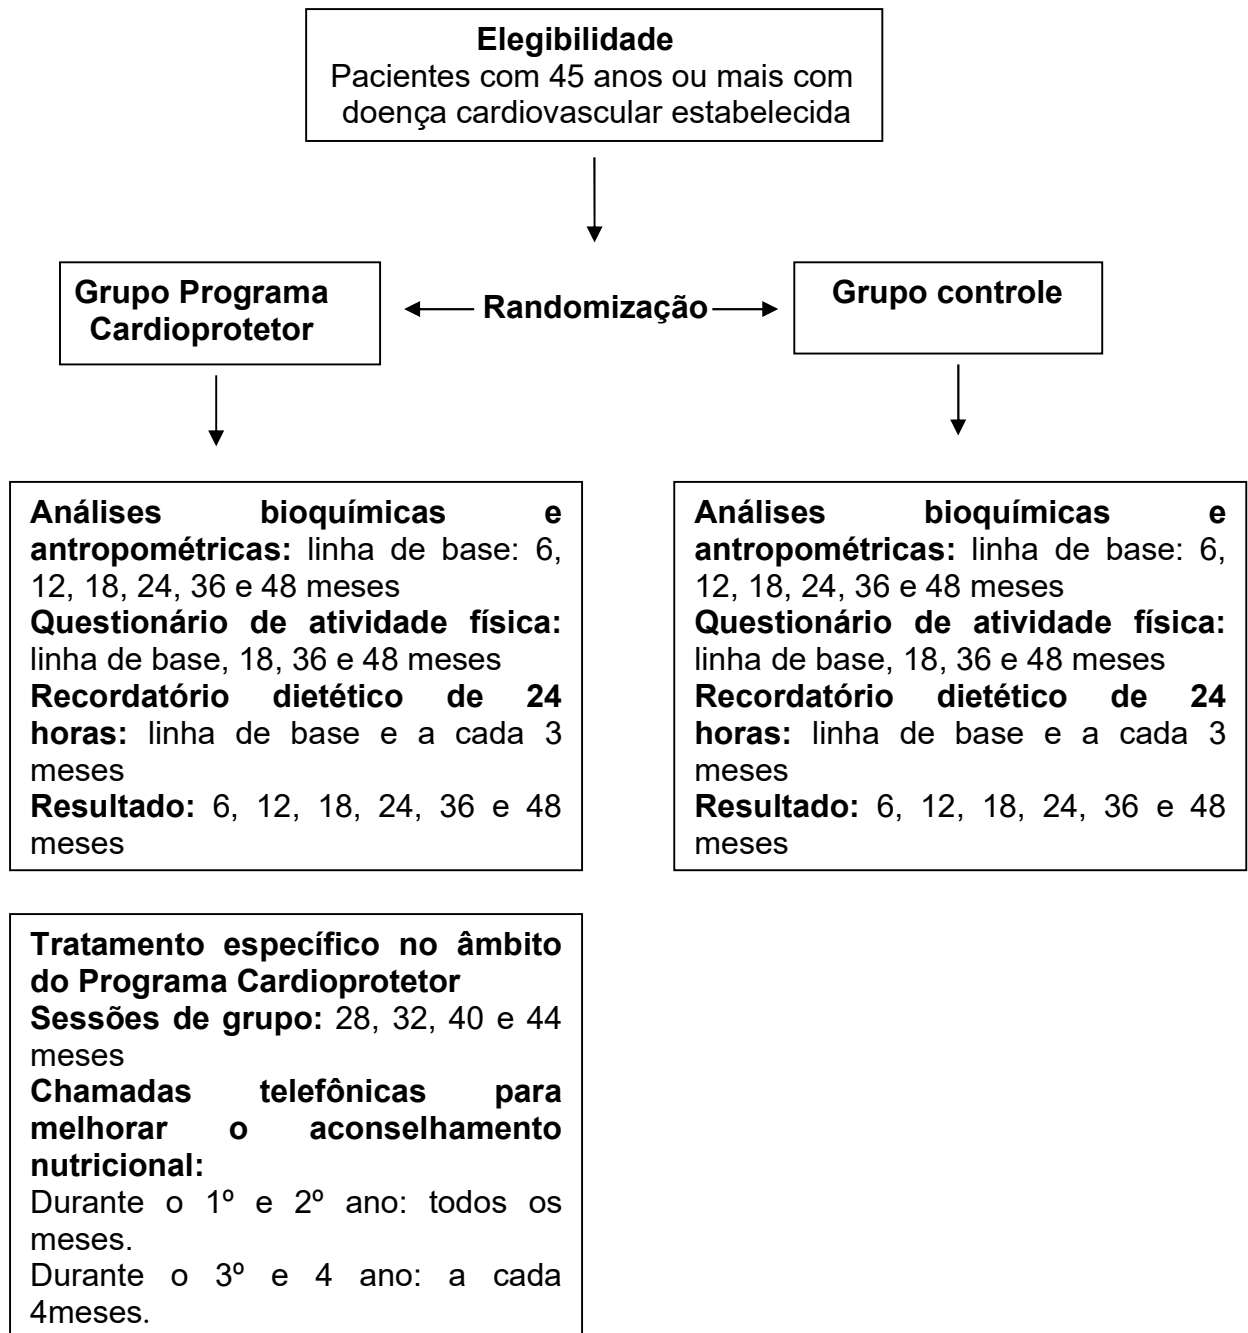 Elegibilidade
Pacientes com 45 anos ou mais com
doença cardiovascular estabelecida
Grupo Programa
Cardioprotetor
Randomização
Grupo controle
Análises bioquímicas e
antropométricas: linha de base: 6,
12, 18, 24, 36 e 48 meses
Questionário de atividade física:
linha de base, 18, 36 e 48 meses
Recordatório dietético de 24
horas: linha de base e a cada 3
meses
Resultado: 6, 12, 18, 24, 36 e 48
meses
Análises bioquímicas e
antropométricas: linha de base: 6,
12, 18, 24, 36 e 48 meses
Questionário de atividade física:
linha de base, 18, 36 e 48 meses
Recordatório dietético de 24
horas: linha de base e a cada 3
meses
Resultado: 6, 12, 18, 24, 36 e 48
meses
Tratamento específico no âmbito
do Programa Cardioprotetor
Sessões de grupo: 28, 32, 40 e 44
meses
Chamadas telefônicas para
melhorar o aconselhamento
nutricional:
Durante o 1º e 2º ano: todos os
meses.
Durante o 3º e 4 ano: a cada
4meses.